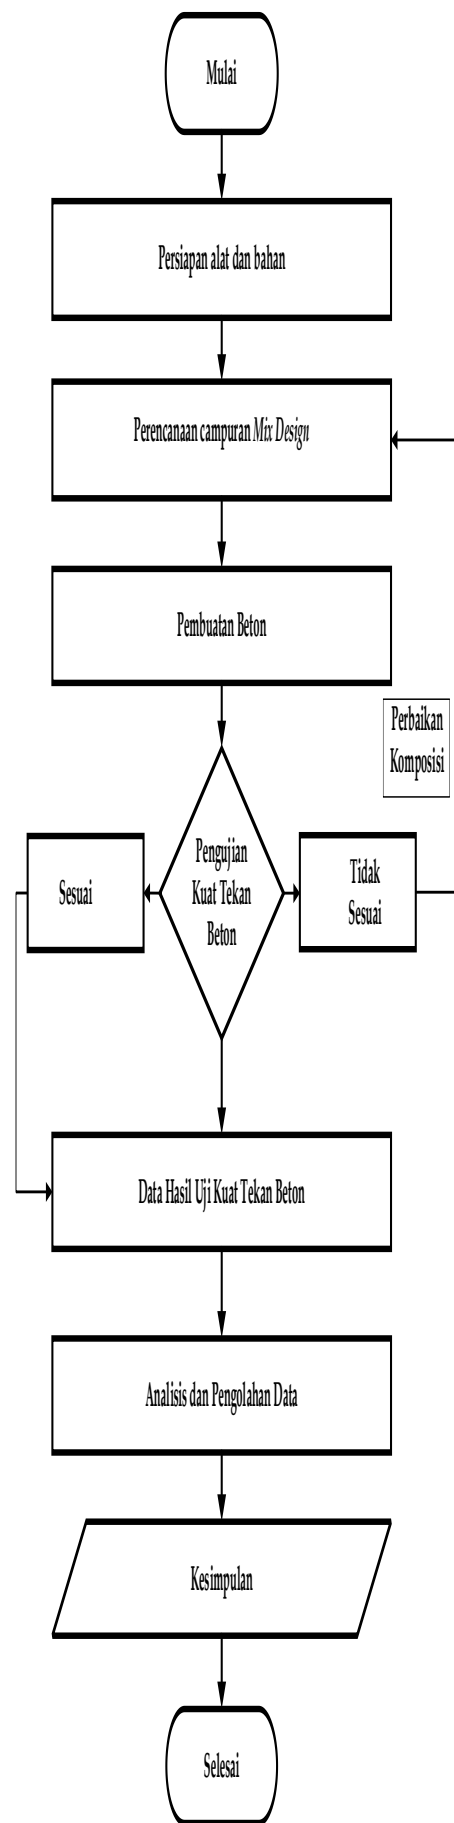 Mulai
Persiapan alat dan bahan
Perencanaan campuran Mix Design
Pembuatan Beton
Perbaikan
Komposisi
Pengujian
Kuat Tekan
Beton
Sesuai
Tidak
Sesuai
Data Hasil Uji Kuat Tekan Beton
Analisis dan Pengolahan Data
Kesimpulan
Selesai